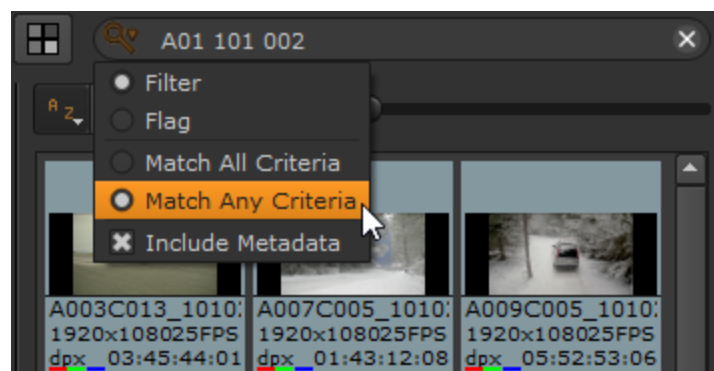 A01 101 002
Filter
A Z
Flag
Match All Criteria
Match Any Criteria
Include Metadata
A003C013_1010 A007C005_1010 A009C005_1010
1920x108025FPS 1920x108025FPS 1920x108025FPS
dpx 03:45:44:01 dpx 01:43:12:08 dpx 05:52:53:06